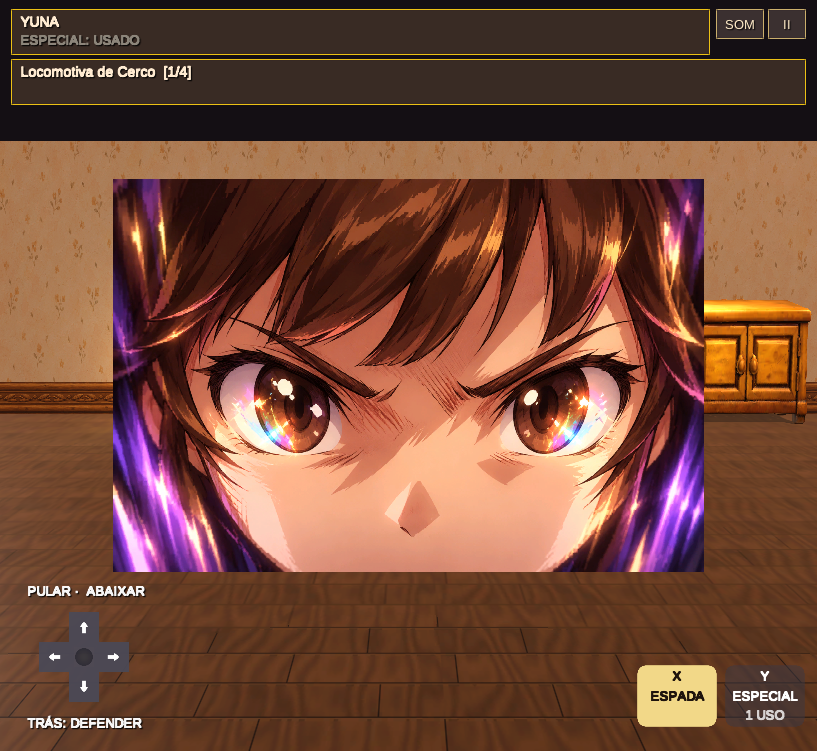 YUNA
ESPECIAL: USADO
SOM
II
Locomotiva de Cerco [1/4]
PULAR · ABAIXAR
TRÁS: DEFENDER
X
ESPADA
Y
ESPECIAL
1 USO